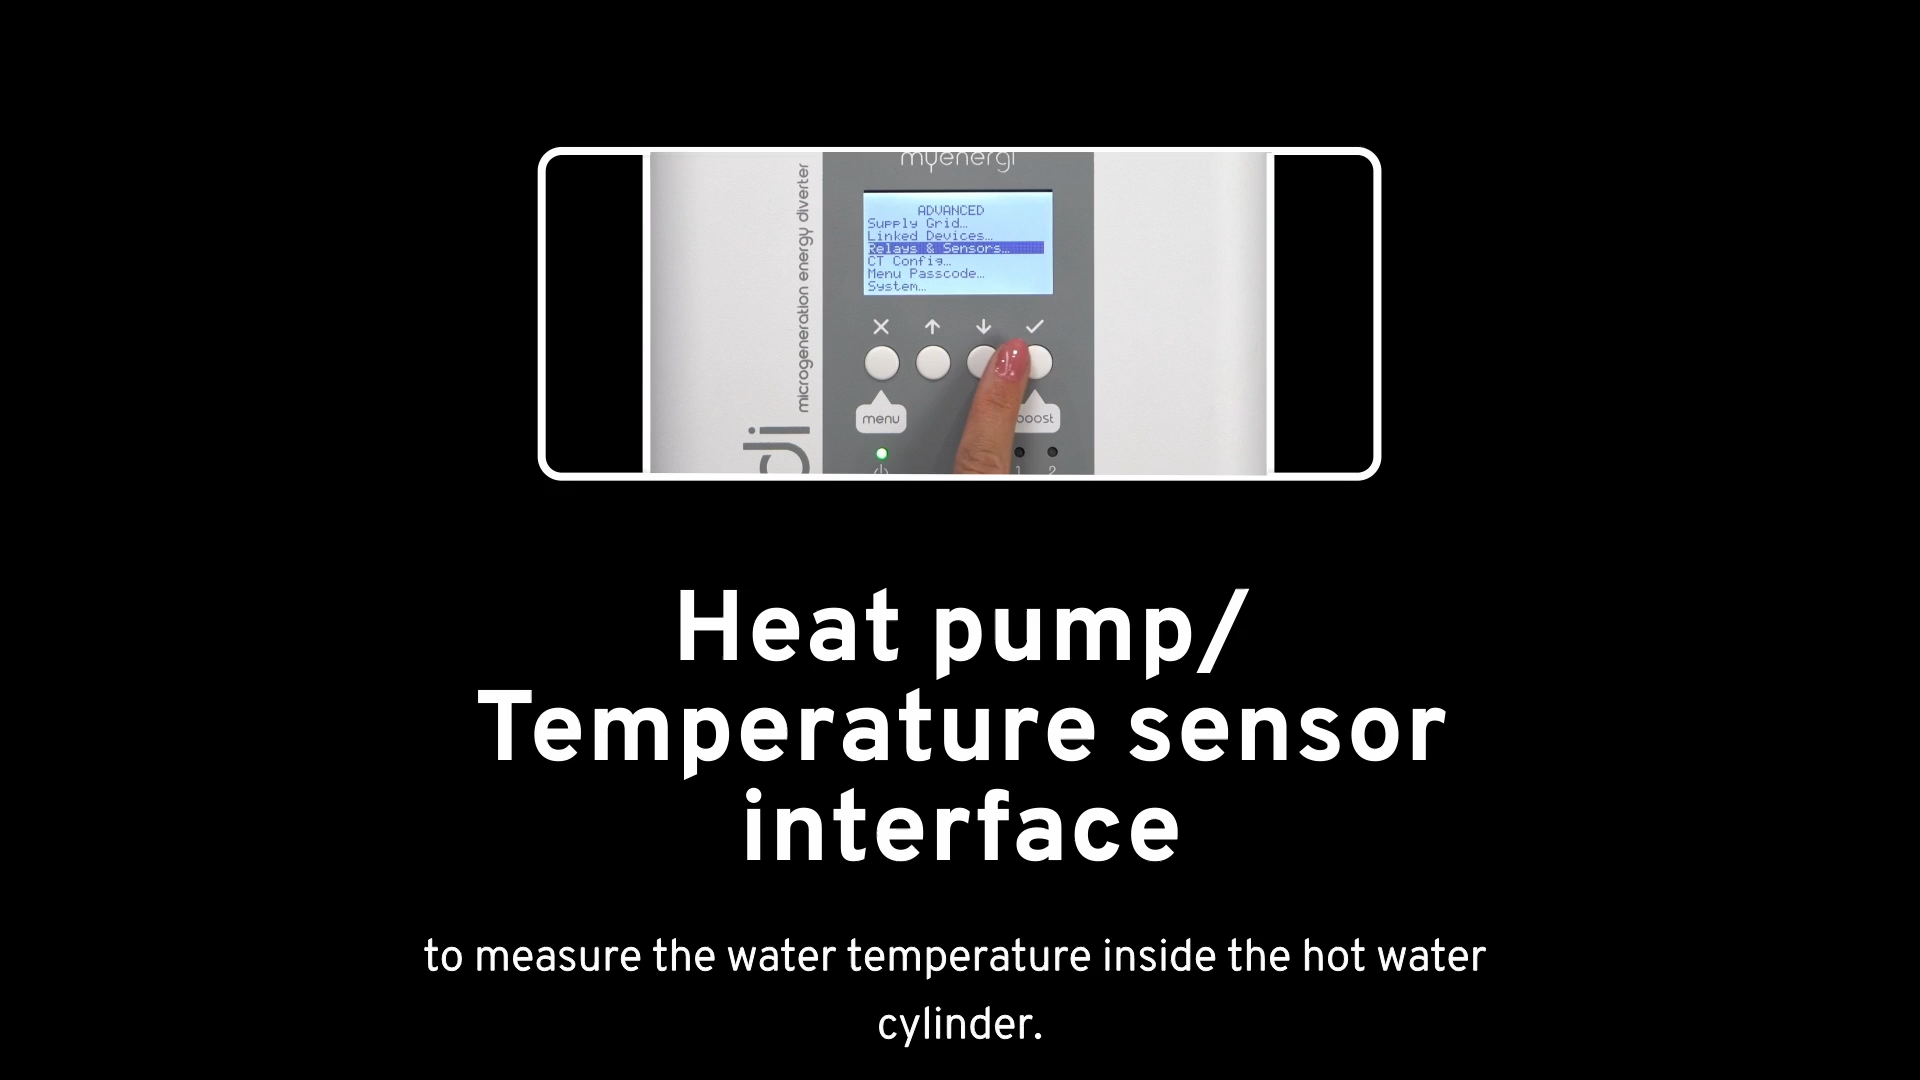 myenergi
microgeneration energy diverter
ADVANCED
Supply Grid...
Linked Devices...
Relays & Sensors...
CT Config...
Menu Passcode...
System...
menu
boost
1 2
Heat pump/
Temperature sensor
interface
to measure the water temperature inside the hot water
cylinder.